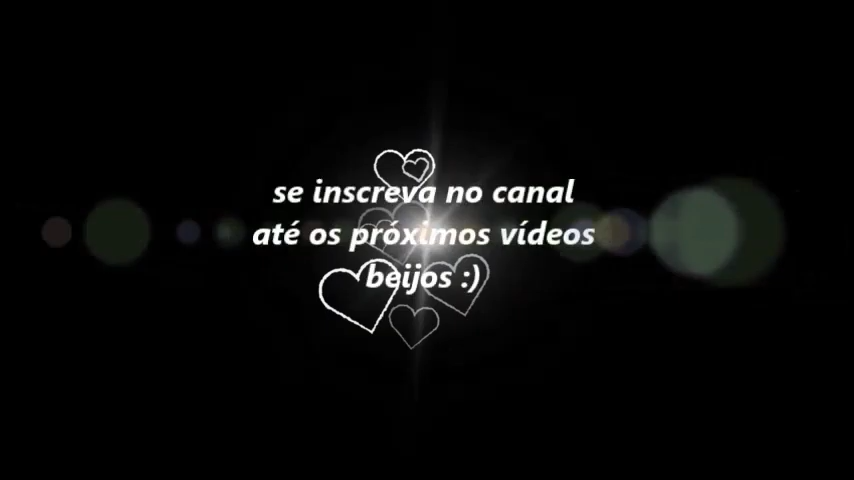 se inscreva no canal
até os próximos vídeos
beijos :)